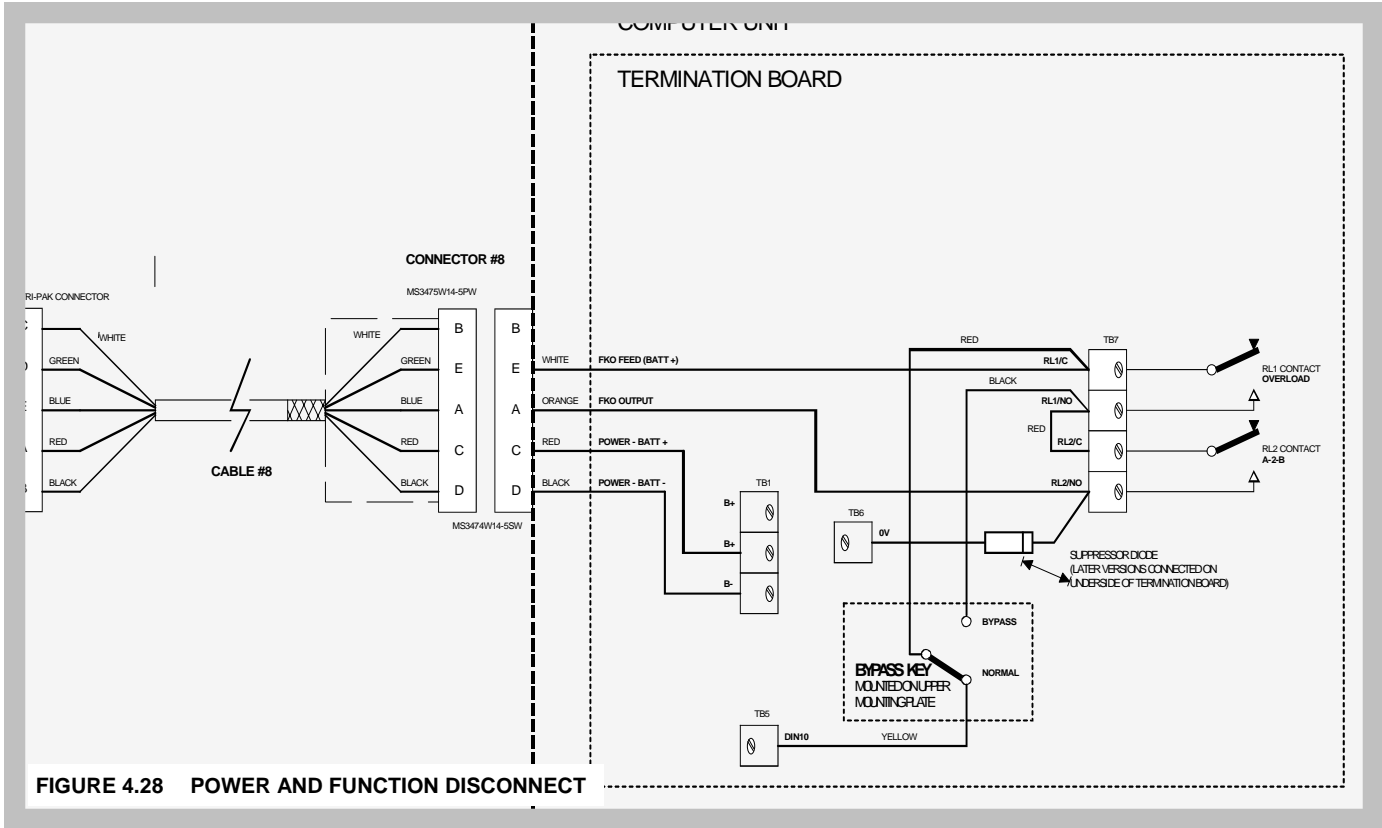 COMPUTER UNIT
TERMINATION BOARD
CONNECTOR #8
MS3475W14-5PW
RI-PAK CONNECTOR
WHITE
GREEN
BLUE
RED
BLACK
CABLE #8
WHITE
GREEN
BLUE
RED
BLACK
B
E
A
C
D
B
E
A
C
D
MS3474W14-5SW
WHITE FKO FEED (BATT +)
ORANGE FKO OUTPUT
RED POWER - BATT +
BLACK POWER - BATT -
TB1
B+
B+
B-
RED
BLACK
RED
TB7
RL1/C
RL1/NO
RL2/C
RL2/NO
RL1 CONTACT
OVERLOAD
RL2 CONTACT
A-2-B
TB6
0V
SUPPRESSOR DIODE
(LATER VERSIONS CONNECTED ON
UNDERSIDE OF TERMINATION BOARD)
BYPASS
NORMAL
BYPASS KEY
MOUNTED ON UPPER
MOUNTING PLATE
TB5
DIN10
YELLOW
FIGURE 4.28 POWER AND FUNCTION DISCONNECT